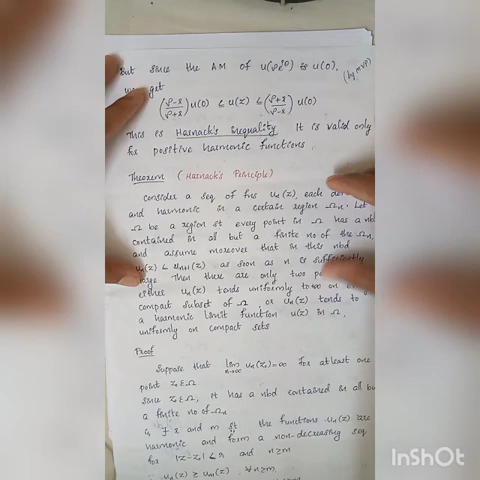 But since the AM of u(ρe^{iθ}) is u(0), (by MVP)
we get
((ρ-r)/(ρ+r)) u(0) ≤ u(z) ≤ ((ρ+r)/(ρ-r)) u(0)
This is Harnack's Inequality. It is valid only
for positive harmonic functions.
Theorem (Harnack's Principle)
Consider a seq of fns uₙ(z), each
and harmonic in a certain region Ωₙ. Let
Ω be a region st every point in Ω has a nbd
contained in all but a finite no of the Ωₙ,
and assume moreover that in this nbd
uₙ(z) ≤ uₙ₊₁(z) as soon as n is sufficiently
large. Then there are only two
either uₙ(z) tends uniformly to +∞ on
compact subset of Ω, or uₙ(z) tends to
a harmonic limit function u(z) in Ω,
uniformly on compact sets
Proof
Suppose that lim n→∞ uₙ(z₀) = ∞ for at least one
point z₀ ∈ Ω
since z₀ ∈ Ω, it has a nbd contained in all but
a finite no of Ωₙ
∃ r and m st the functions uₙ(z) are
harmonic and form a non-decreasing seq
for |z-z₀| < r and n ≥ m
uₙ(z) ≥ uₘ(z) ∀ n ≥ m,
InShOt